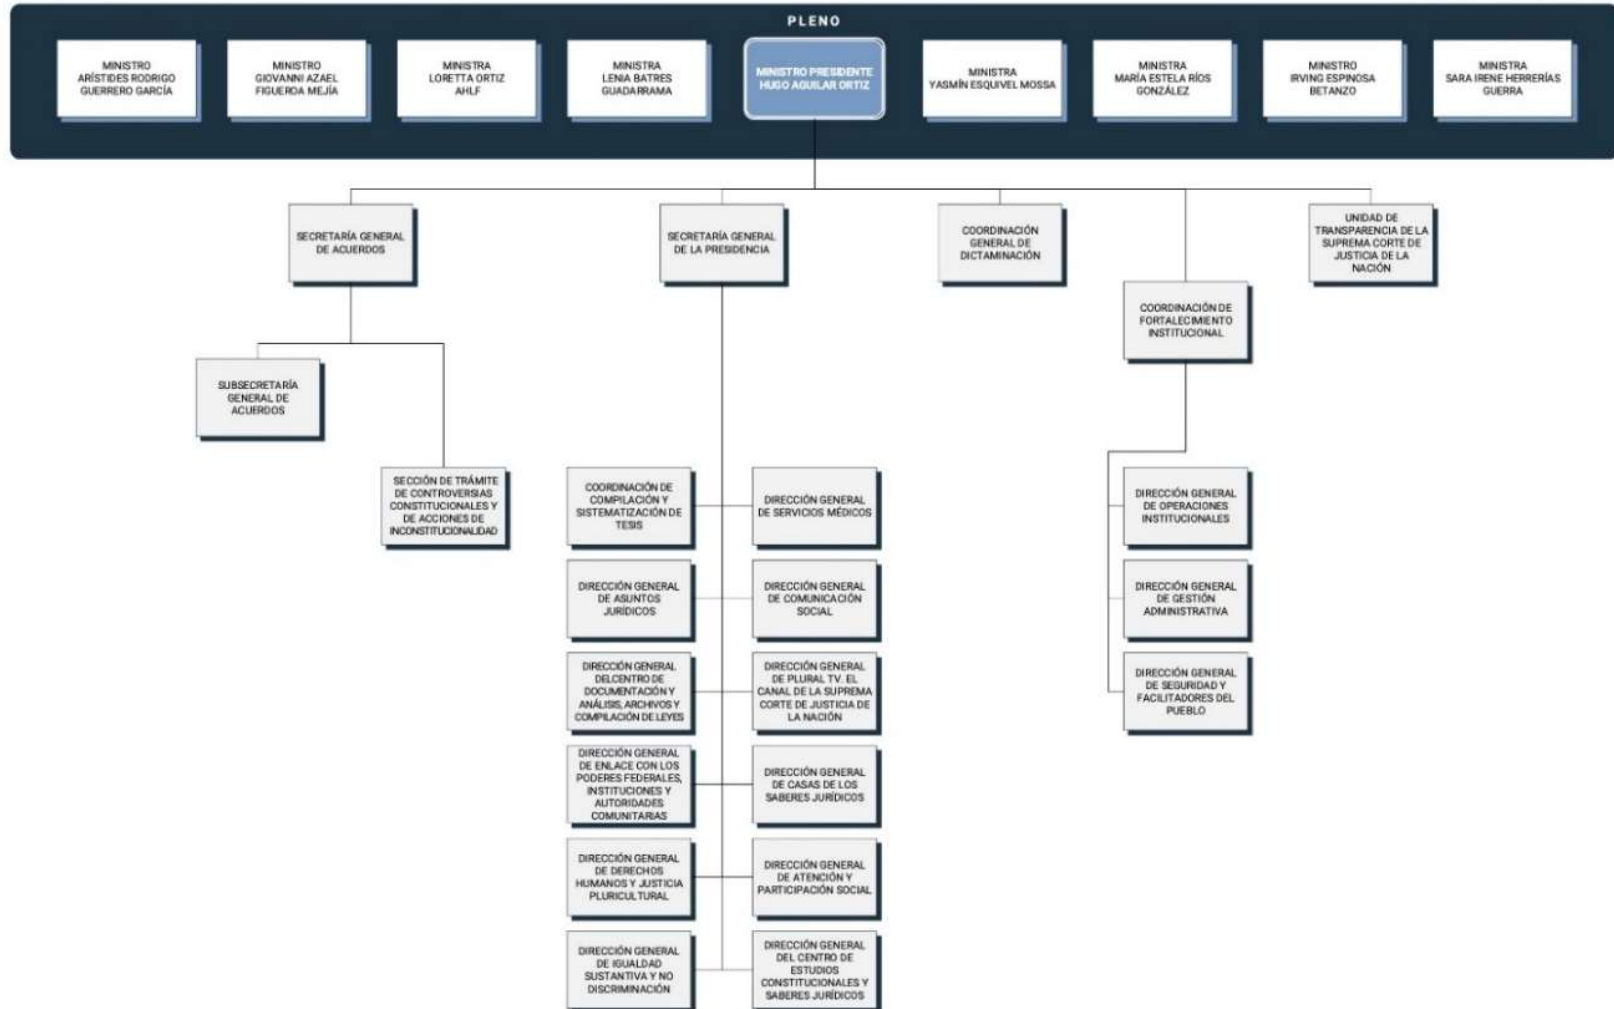 PLENO
MINISTRO
ARÍSTIDES RODRIGO
GUERRERO GARCÍA
MINISTRO
GIOVANNI AZAEL
FIGUEROA MEJÍA
MINISTRA
LORETTA ORTIZ
AHLF
MINISTRA
LENIA BATRES
GUADARRAMA
MINISTRO PRESIDENTE
HUGO AGUILAR ORTIZ
MINISTRA
YASMÍN ESQUIVEL MOSSA
MINISTRA
MARÍA ESTELA RÍOS
GONZÁLEZ
MINISTRO
IRVING ESPINOSA
BETANZO
MINISTRA
SARA IRENE HERRERÍAS
GUERRA
SECRETARÍA GENERAL
DE ACUERDOS
SECRETARÍA GENERAL
DE LA PRESIDENCIA
COORDINACIÓN
GENERAL DE
DICTAMINACIÓN
UNIDAD DE
TRANSPARENCIA DE LA
SUPREMA CORTE DE
JUSTICIA DE LA
NACIÓN
COORDINACIÓN DE
FORTALECIMIENTO
INSTITUCIONAL
SUBSECRETARÍA
GENERAL DE
ACUERDOS
SECCIÓN DE TRÁMITE
DE CONTROVERSIAS
CONSTITUCIONALES Y
DE ACCIONES DE
INCONSTITUCIONALIDAD
COORDINACIÓN DE
COMPILACIÓN Y
SISTEMATIZACIÓN DE
TESIS
DIRECCIÓN GENERAL
DE SERVICIOS MÉDICOS
DIRECCIÓN GENERAL
DE OPERACIONES
INSTITUCIONALES
DIRECCIÓN GENERAL
DE ASUNTOS
JURÍDICOS
DIRECCIÓN GENERAL
DE COMUNICACIÓN
SOCIAL
DIRECCIÓN GENERAL
DE GESTIÓN
ADMINISTRATIVA
DIRECCIÓN GENERAL
DELCENTRO DE
DOCUMENTACIÓN Y
ANÁLISIS, ARCHIVOS Y
COMPILACIÓN DE LEYES
DIRECCIÓN GENERAL
DE PLURAL TV. EL
CANAL DE LA SUPREMA
CORTE DE JUSTICIA DE
LA NACIÓN
DIRECCIÓN GENERAL
DE SEGURIDAD Y
FACILITADORES DEL
PUEBLO
DIRECCIÓN GENERAL
DE ENLACE CON LOS
PODERES FEDERALES,
INSTITUCIONES Y
AUTORIDADES
COMUNITARIAS
DIRECCIÓN GENERAL
DE CASAS DE LOS
SABERES JURÍDICOS
DIRECCIÓN GENERAL
DE DERECHOS
HUMANOS Y JUSTICIA
PLURICULTURAL
DIRECCIÓN GENERAL
DE ATENCIÓN Y
PARTICIPACIÓN SOCIAL
DIRECCIÓN GENERAL
DE IGUALDAD
SUSTANTIVA Y NO
DISCRIMINACIÓN
DIRECCIÓN GENERAL
DEL CENTRO DE
ESTUDIOS
CONSTITUCIONALES Y
SABERES JURÍDICOS